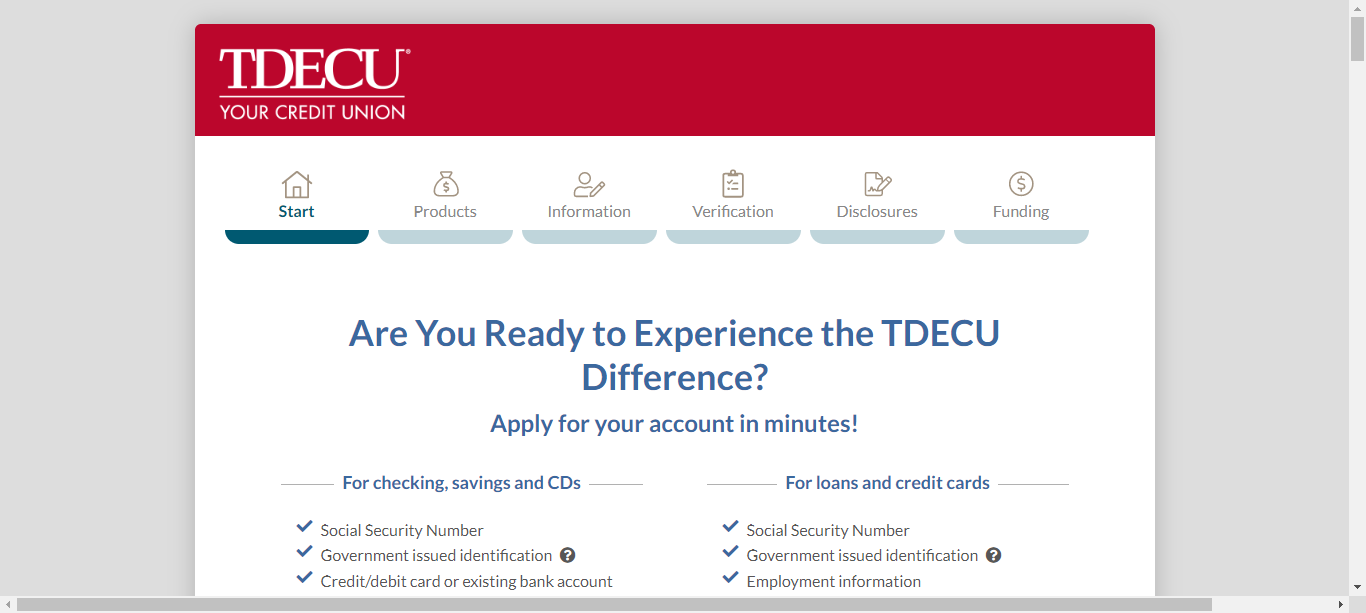 TDECU®
YOUR CREDIT UNION
Start
Products
Information
Verification
Disclosures
Funding
Are You Ready to Experience the TDECU
Difference?
Apply for your account in minutes!
For checking, savings and CDs
Social Security Number
Government issued identification ?
Credit/debit card or existing bank account
For loans and credit cards
Social Security Number
Government issued identification ?
Employment information